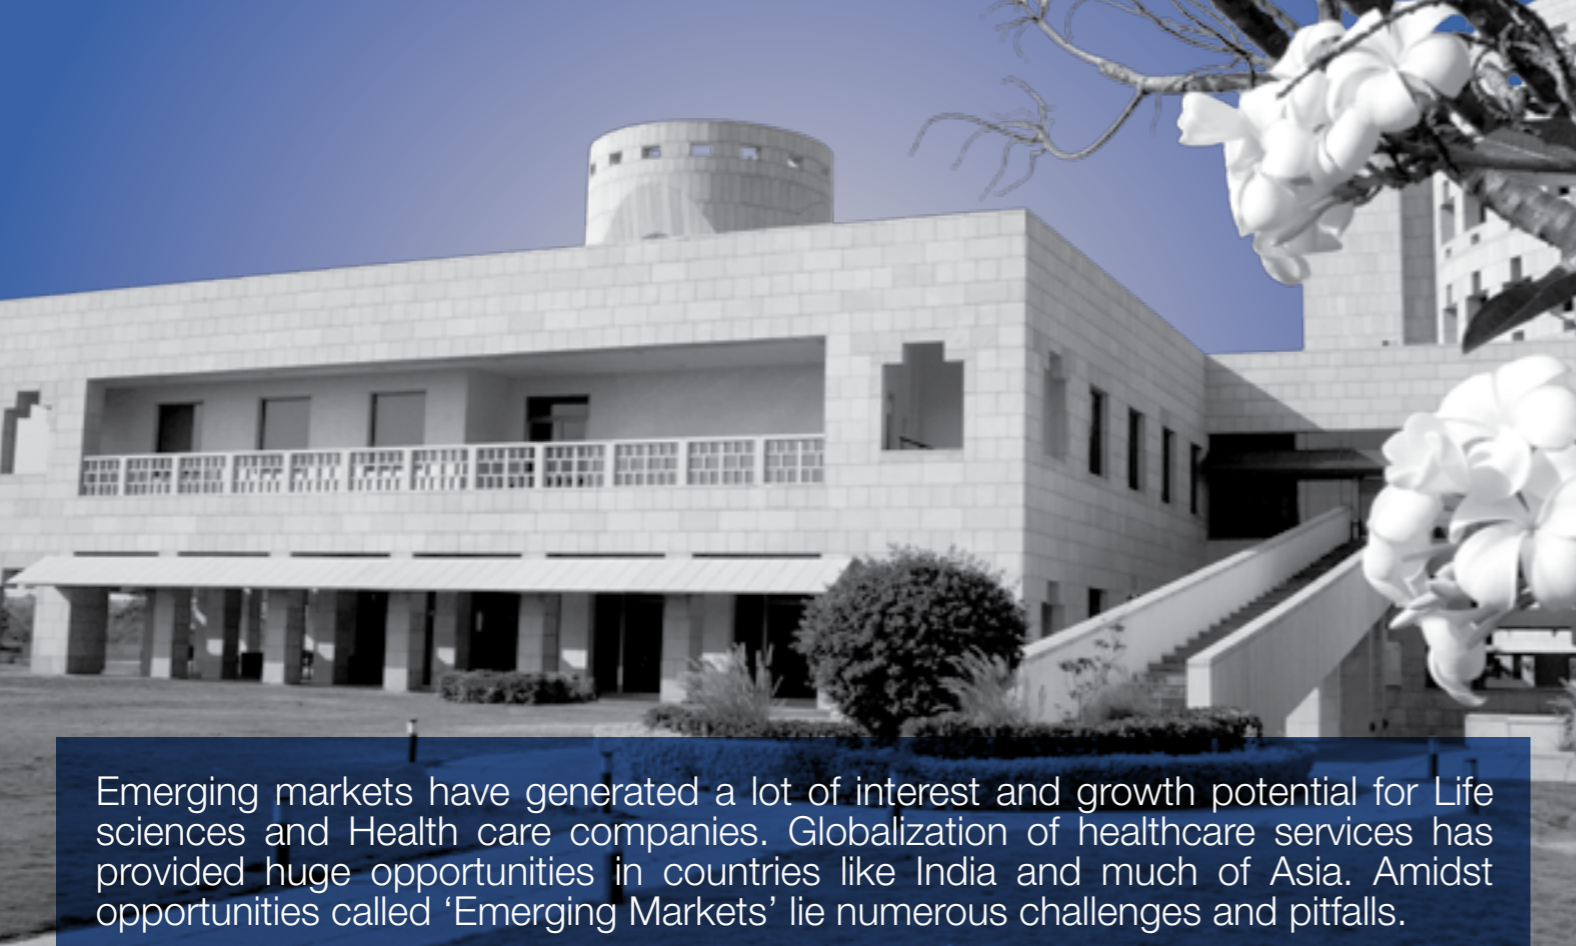 Emerging markets have generated a lot of interest and growth potential for Life
sciences and Health care companies. Globalization of healthcare services has
provided huge opportunities in countries like India and much of Asia. Amidst
opportunities called ‘Emerging Markets’ lie numerous challenges and pitfalls.